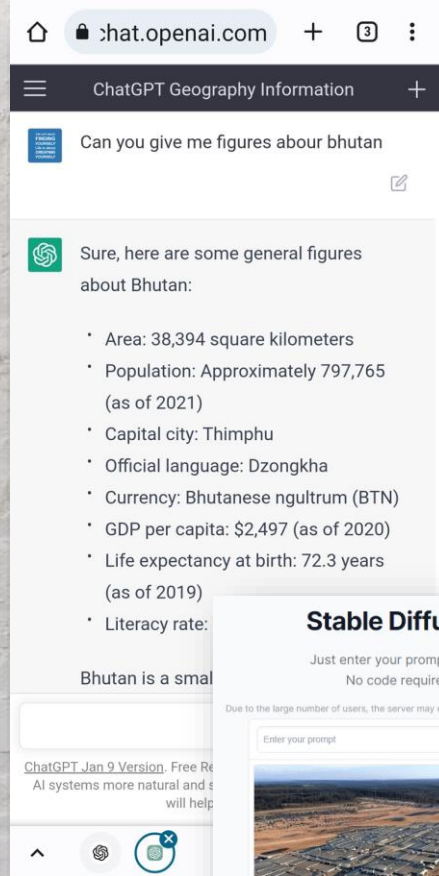 chat.openai.com
3
ChatGPT Geography Information
Can you give me figures abour bhutan
Sure, here are some general figures
about Bhutan:
Area: 38,394 square kilometers
Population: Approximately 797,765
(as of 2021)
Capital city: Thimphu
Official language: Dzongkha
Currency: Bhutanese ngultrum (BTN)
GDP per capita: $2,497 (as of 2020)
Life expectancy at birth: 72.3 years
(as of 2019)
Literacy rate:
Bhutan is a smal
ChatGPT Jan 9 Version. Free Re
AI systems more natural and s
will help
Stable Diffu
Just enter your promp
No code require
Due to the large number of users, the server may
Enter your prompt